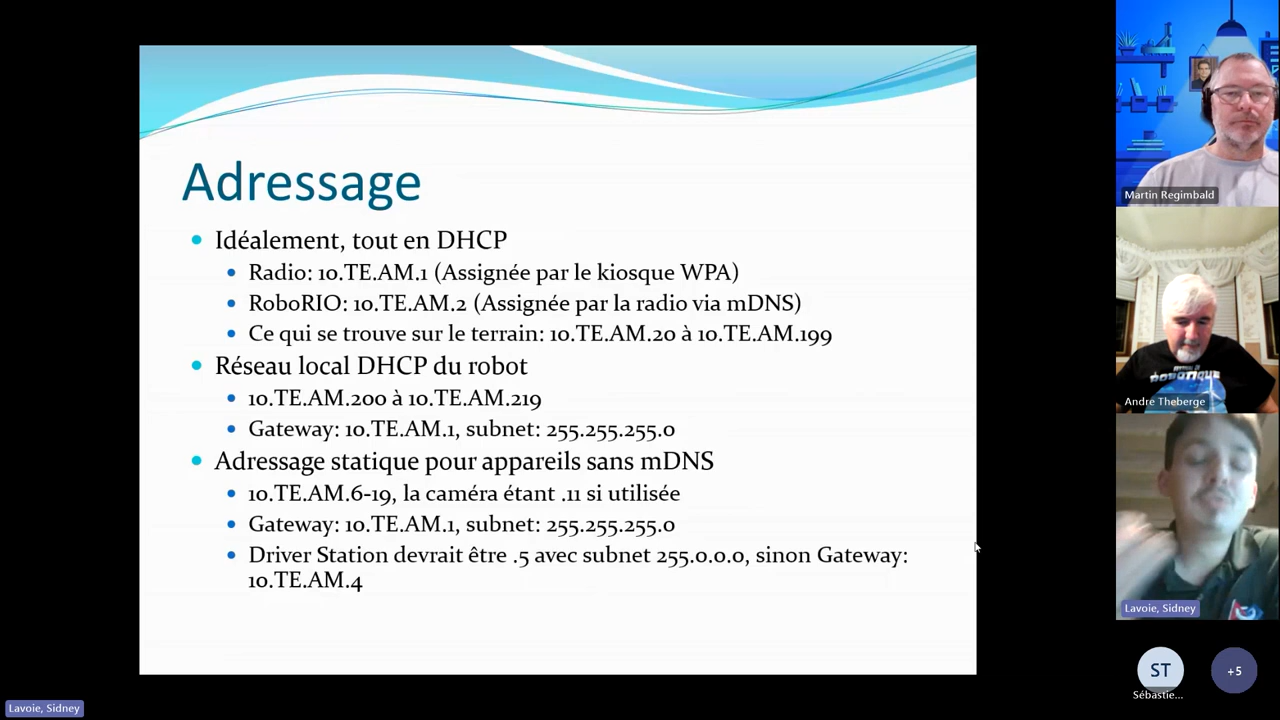 Adressage
Idéalement, tout en DHCP
Radio: 10.TE.AM.1 (Assignée par le kiosque WPA)
RoboRIO: 10.TE.AM.2 (Assignée par la radio via mDNS)
Ce qui se trouve sur le terrain: 10.TE.AM.20 à 10.TE.AM.199
Réseau local DHCP du robot
10.TE.AM.200 à 10.TE.AM.219
Gateway: 10.TE.AM.1, subnet: 255.255.255.0
Adressage statique pour appareils sans mDNS
10.TE.AM.6-19, la caméra étant .11 si utilisée
Gateway: 10.TE.AM.1, subnet: 255.255.255.0
Driver Station devrait être .5 avec subnet 255.0.0.0, sinon Gateway:
10.TE.AM.4
Martin Regimbald
ROBOTIQUE
Andre Theberge
Lavoie, Sidney
ST
+5
Sébastie...
Lavoie, Sidney